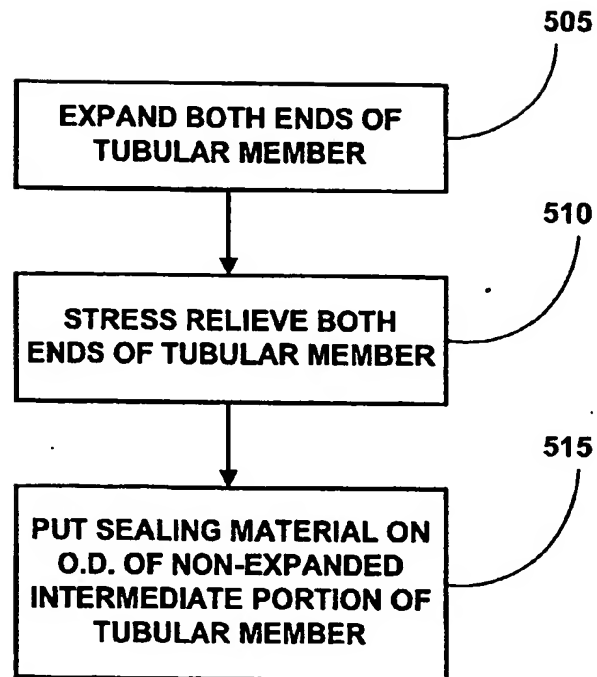 505
EXPAND BOTH ENDS OF
TUBULAR MEMBER
510
STRESS RELIEVE BOTH
ENDS OF TUBULAR MEMBER
515
PUT SEALING MATERIAL ON
O.D. OF NON-EXPANDED
INTERMEDIATE PORTION OF
TUBULAR MEMBER